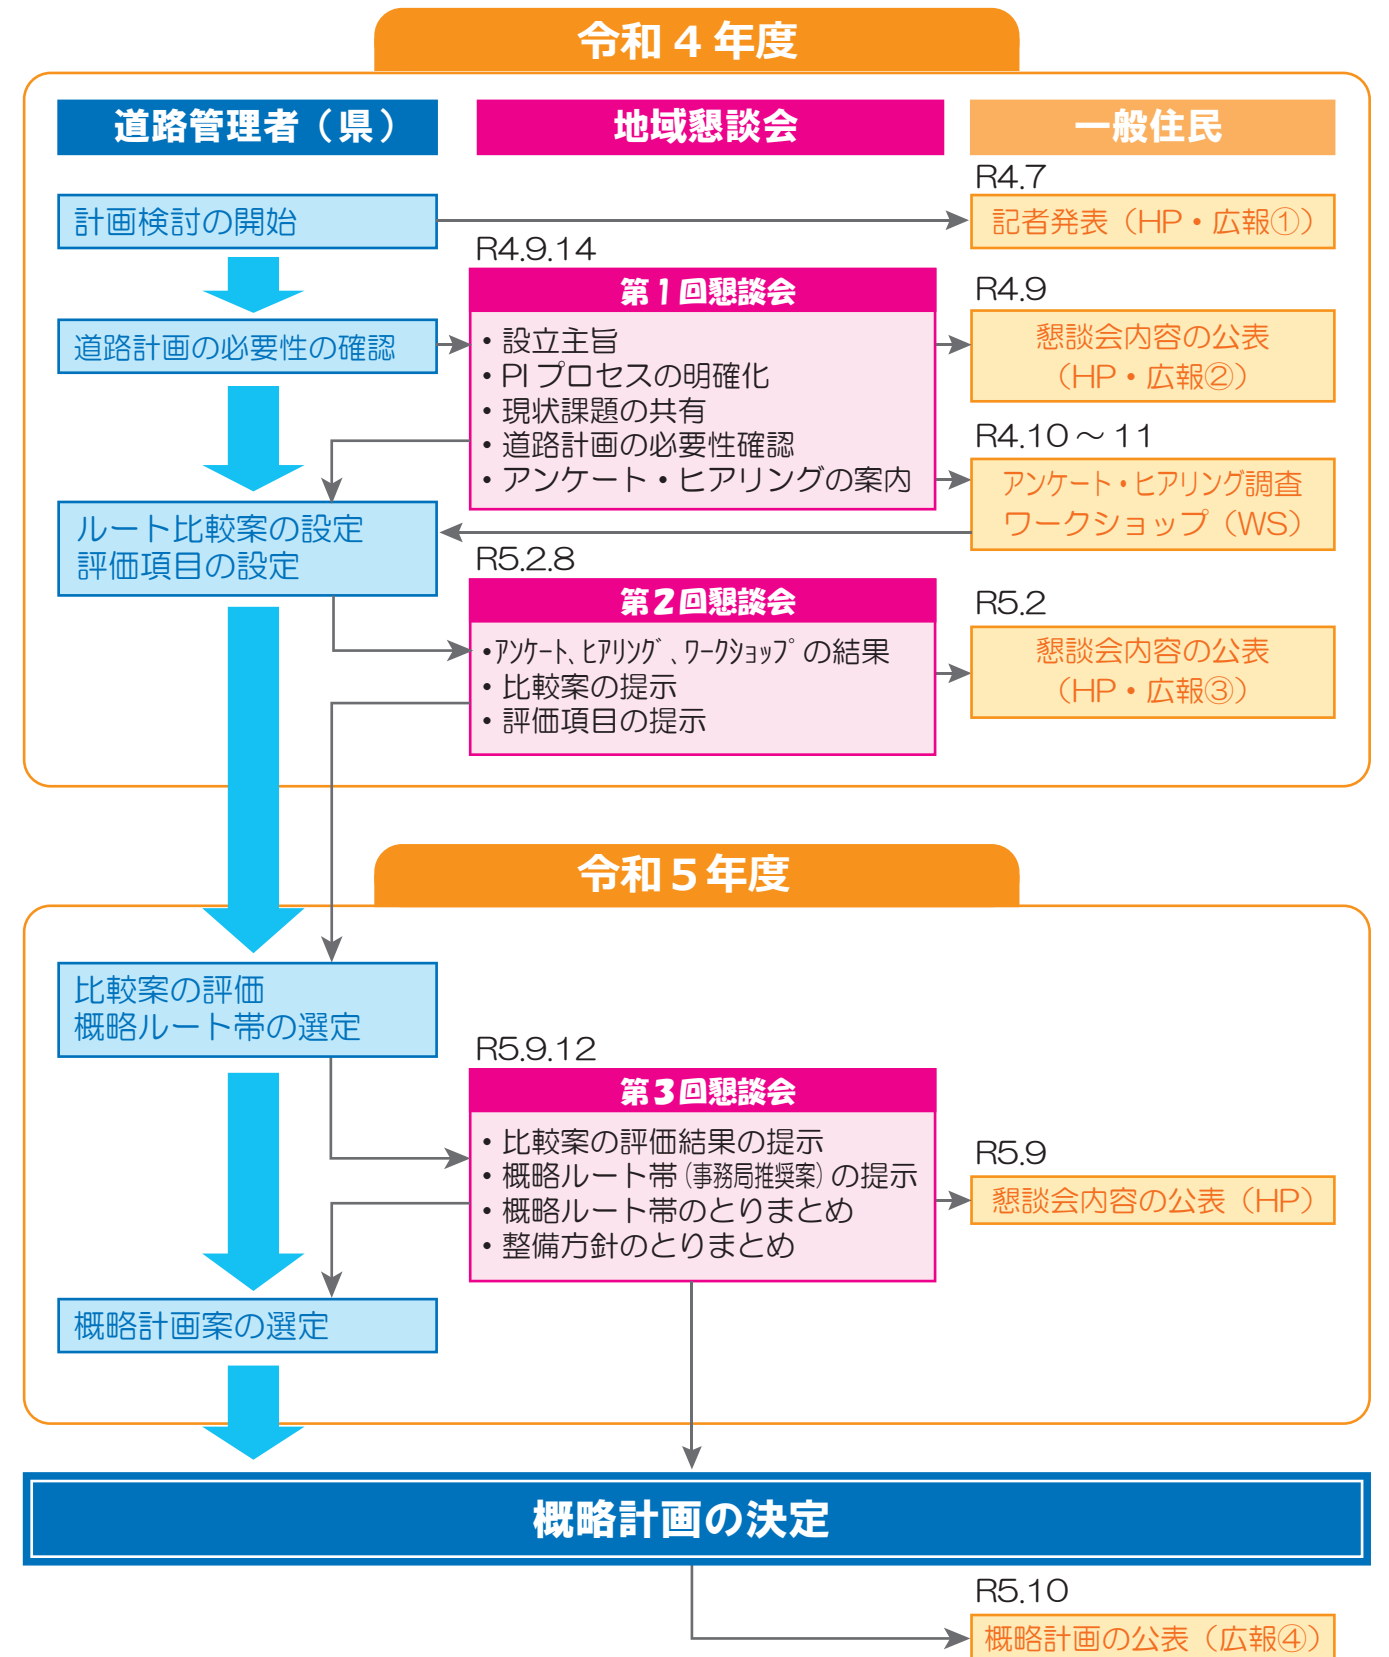 令和4年度
道路管理者（県）
地域懇談会
一般住民
R4.7
計画検討の開始
記者発表（HP・広報①）
R4.9.14
第1回懇談会
R4.9
道路計画の必要性の確認
・設立主旨
・PIプロセスの明確化
・現状課題の共有
・道路計画の必要性確認
・アンケート・ヒアリングの案内
懇談会内容の公表
（HP・広報②）
R4.10～11
アンケート・ヒアリング調査
ワークショップ（WS）
ルート比較案の設定
評価項目の設定
R5.2.8
第2回懇談会
・ｱﾝｹｰﾄ、ﾋｱﾘﾝｸﾞ、ﾜｰｸｼｮｯﾌﾟの結果
・比較案の提示
・評価項目の提示
R5.2
懇談会内容の公表
（HP・広報③）
令和5年度
比較案の評価
概略ルート帯の選定
R5.9.12
第3回懇談会
・比較案の評価結果の提示
・概略ルート帯（事務局推奨案）の提示
・概略ルート帯のとりまとめ
・整備方針のとりまとめ
R5.9
懇談会内容の公表（HP）
概略計画案の選定
概略計画の決定
R5.10
概略計画の公表（広報④）